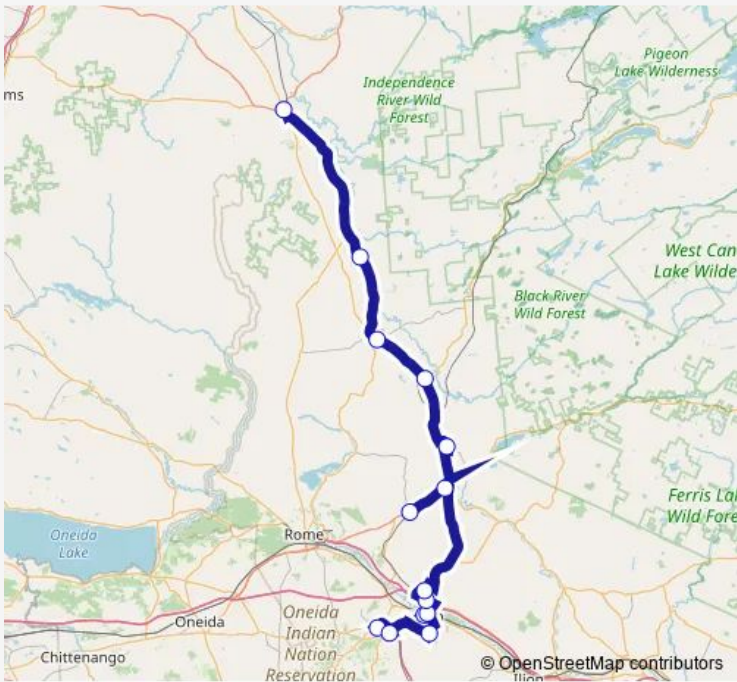 Pigeon
Lake Wilderness
Independence
River Wild
Forest
ms
West Can
Lake Wilde
Black River
Wild Forest
Ferris La
Wild Fore
Oneida
Lake
Rome
Oneida
Oneida
Indian
Nation
Reservation
Chittenango
© OpenStreetMap contributors
Ilion